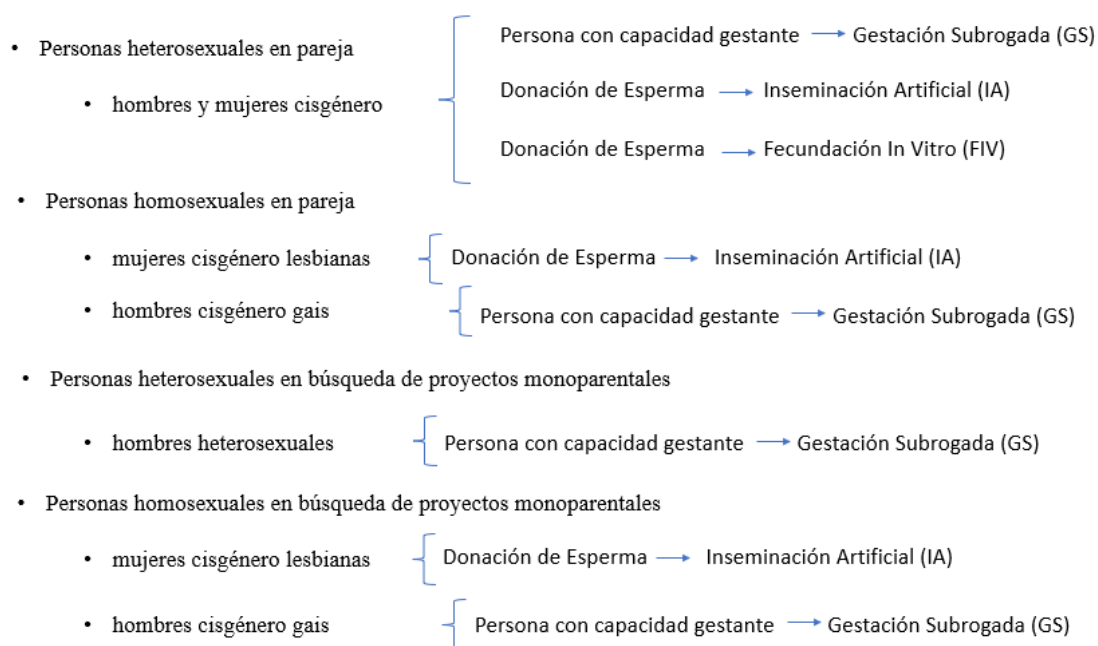 • Personas heterosexuales en pareja
Persona con capacidad gestante → Gestación Subrogada (GS)
• hombres y mujeres cisgénero
Donación de Esperma → Inseminación Artificial (IA)
Donación de Esperma → Fecundación In Vitro (FIV)
• Personas homosexuales en pareja
• mujeres cisgénero lesbianas Donación de Esperma → Inseminación Artificial (IA)
• hombres cisgénero gais Persona con capacidad gestante → Gestación Subrogada (GS)
• Personas heterosexuales en búsqueda de proyectos monoparentales
• hombres heterosexuales Persona con capacidad gestante → Gestación Subrogada (GS)
• Personas homosexuales en búsqueda de proyectos monoparentales
• mujeres cisgénero lesbianas Donación de Esperma → Inseminación Artificial (IA)
• hombres cisgénero gais Persona con capacidad gestante → Gestación Subrogada (GS)